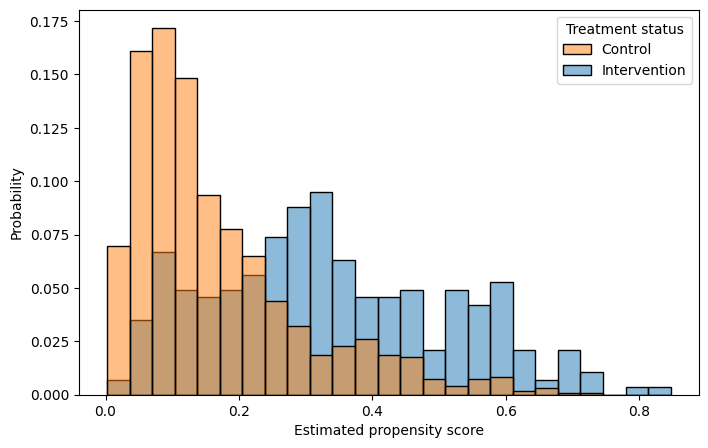 0.175
0.150
0.125
0.100
0.075
0.050
0.025
0.000
Probability
Treatment status
Control
Intervention
0.0 0.2 0.4 0.6 0.8
Estimated propensity score